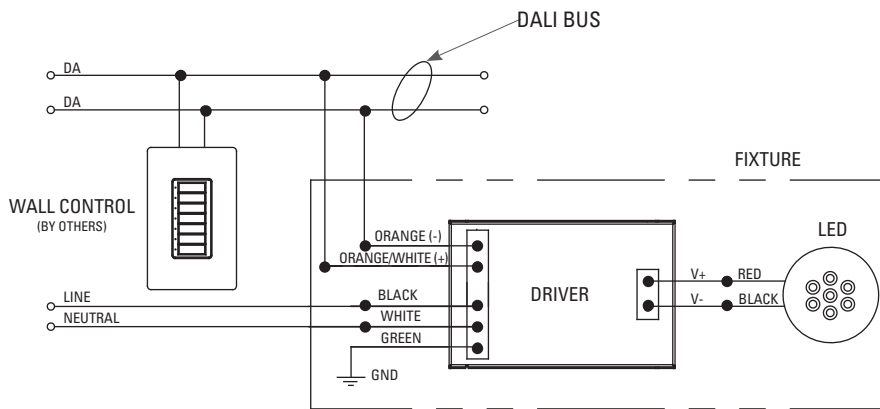 DALI BUS
DA
DA
FIXTURE
WALL CONTROL
(BY OTHERS)
LED
ORANGE (-)
ORANGE/WHITE (+)
V+
RED
DRIVER
LINE
BLACK
V-
BLACK
NEUTRAL
WHITE
GREEN
GND